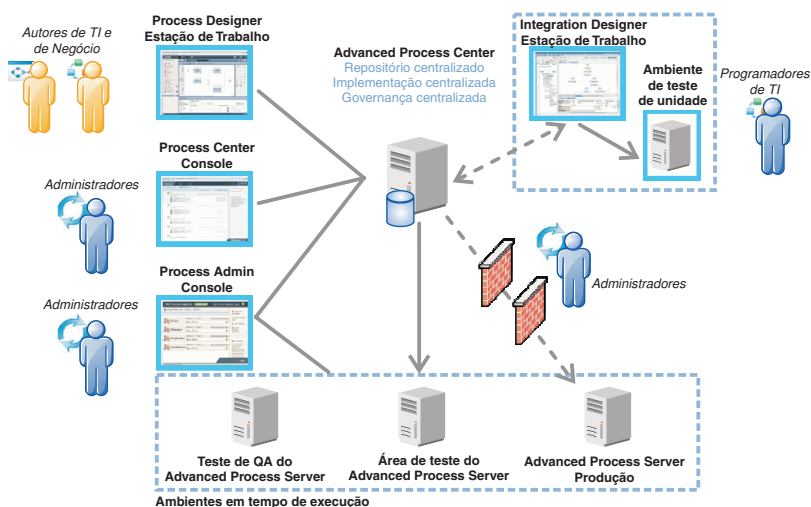 Autores de TI e
de Negócio
Process Designer
Estação de Trabalho
Advanced Process Center
Repositório centralizado
Implementação centralizada
Governança centralizada
Integration Designer
Estação de Trabalho
Ambiente
de teste
de unidade
Programadores
de TI
Process Center
Console
Administradores
Process Admin
Console
Administradores
Administradores
Teste de QA do
Advanced Process Server
Área de teste do
Advanced Process Server
Advanced Process Server
Produção
Ambientes em tempo de execução